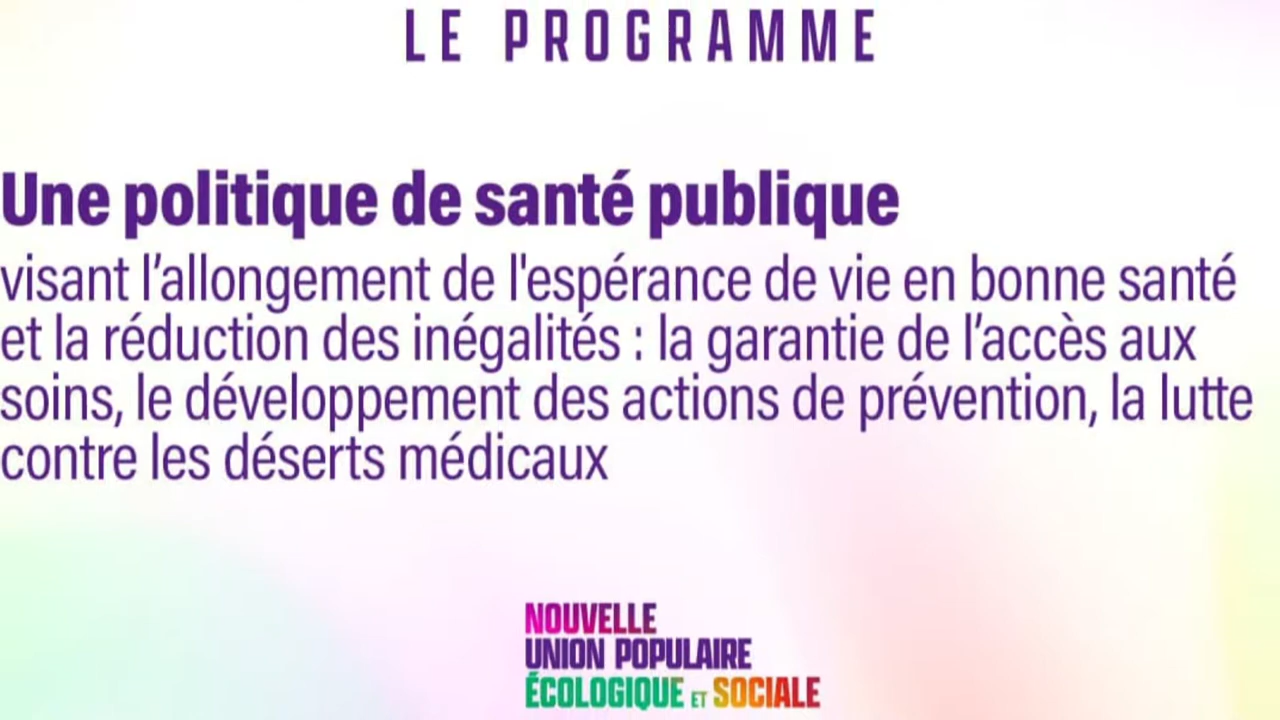 LE PROGRAMME
Une politique de santé publique
visant l’allongement de l'espérance de vie en bonne santé
et la réduction des inégalités : la garantie de l’accès aux
soins, le développement des actions de prévention, la lutte
contre les déserts médicaux
NOUVELLE
UNION POPULAIRE
ÉCOLOGIQUE ET SOCIALE